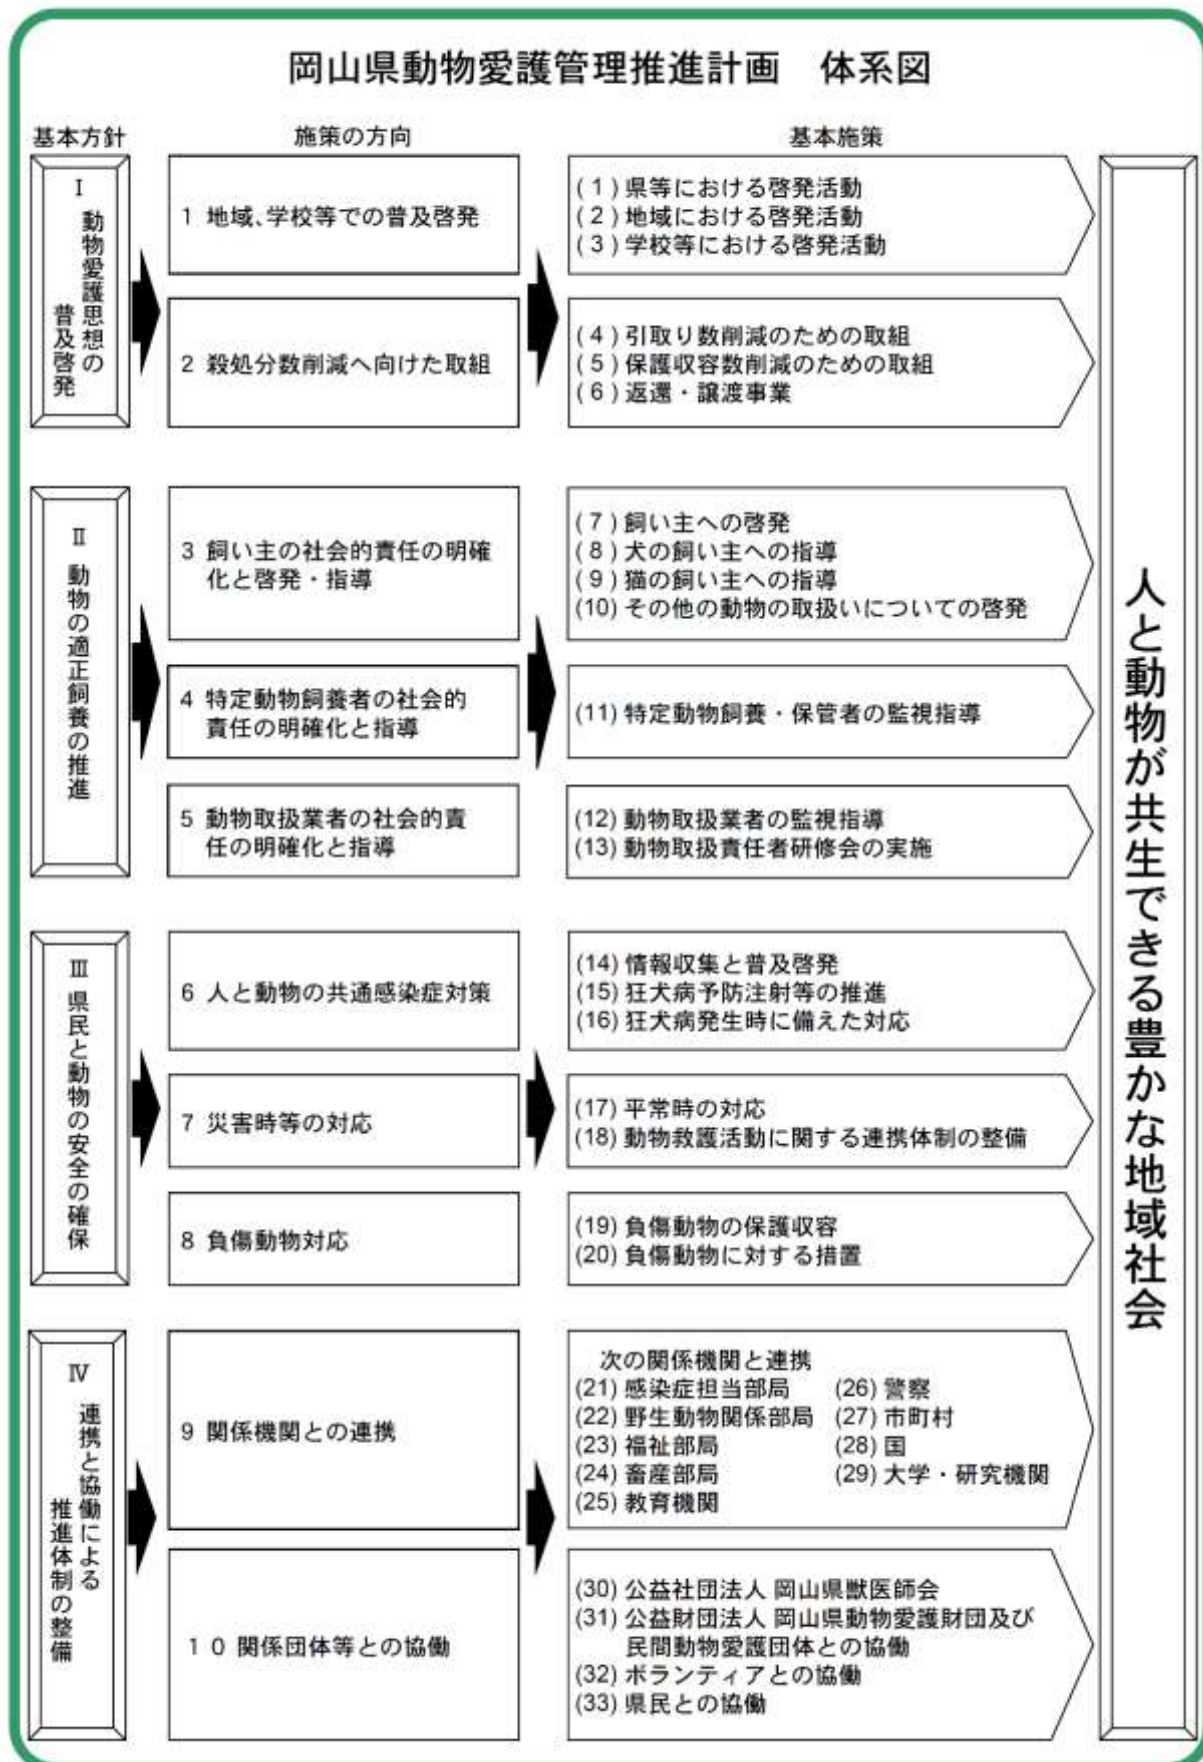 岡山県動物愛護管理推進計画　体系図
基本方針
施策の方向
基本施策
Ⅰ
動物愛護思想の
普及啓発
1 地域、学校等での普及啓発
(1)県等における啓発活動
(2)地域における啓発活動
(3)学校等における啓発活動
2 殺処分数削減へ向けた取組
(4)引取り数削減のための取組
(5)保護収容数削減のための取組
(6)返還・譲渡事業
Ⅱ
動物の適正飼養の推進
3 飼い主の社会的責任の明確
化と啓発・指導
(7)飼い主への啓発
(8)犬の飼い主への指導
(9)猫の飼い主への指導
(10)その他の動物の取扱いについての啓発
4 特定動物飼養者の社会的
責任の明確化と指導
(11)特定動物飼養・保管者の監視指導
5 動物取扱業者の社会的責
任の明確化と指導
(12)動物取扱業者の監視指導
(13)動物取扱責任者研修会の実施
Ⅲ
県民と動物の安全の確保
6 人と動物の共通感染症対策
(14)情報収集と普及啓発
(15)狂犬病予防注射等の推進
(16)狂犬病発生時に備えた対応
7 災害時等の対応
(17)平常時の対応
(18)動物救護活動に関する連携体制の整備
8 負傷動物対応
(19)負傷動物の保護収容
(20)負傷動物に対する措置
Ⅳ
連携と協働による
推進体制の整備
9 関係機関との連携
次の関係機関と連携
(21)感染症担当部局
(22)野生動物関係部局
(23)福祉部局
(24)畜産部局
(25)教育機関
(26)警察
(27)市町村
(28)国
(29)大学・研究機関
10 関係団体等との協働
(30)公益社団法人 岡山県獣医師会
(31)公益財団法人 岡山県動物愛護財団及び
民間動物愛護団体との協働
(32)ボランティアとの協働
(33)県民との協働
人と動物が共生できる豊かな地域社会